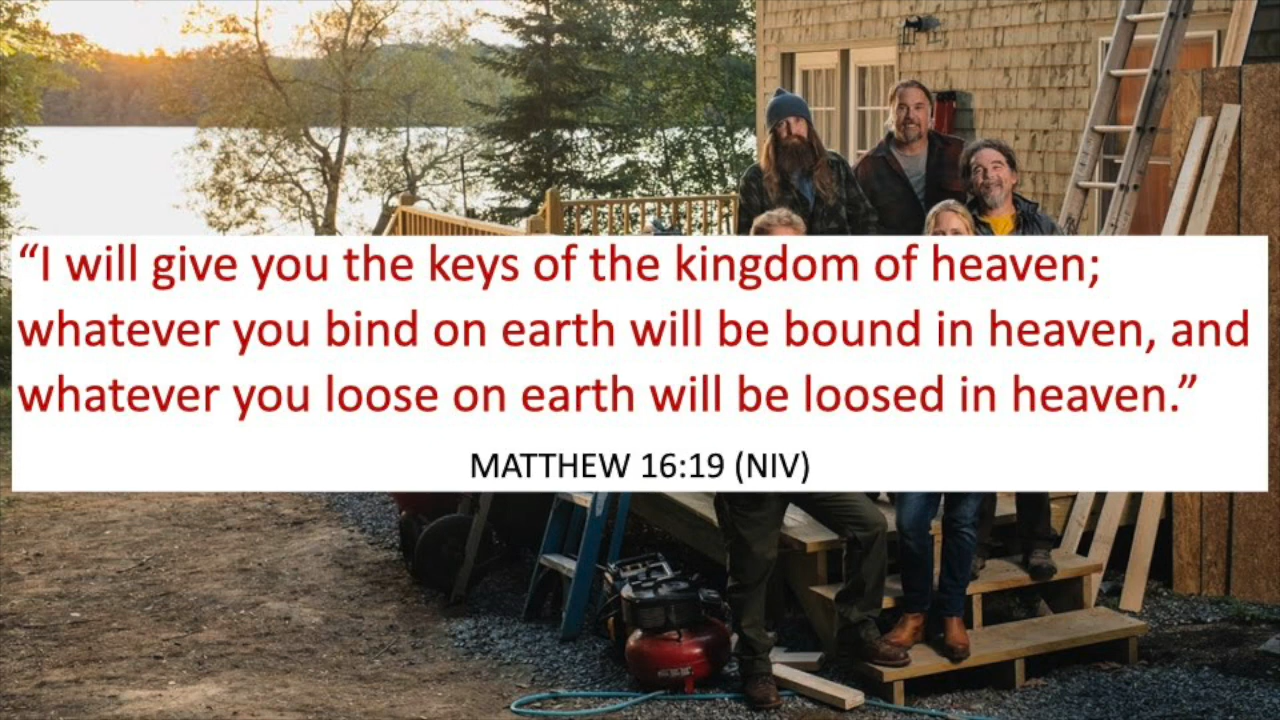 “I will give you the keys of the kingdom of heaven;
whatever you bind on earth will be bound in heaven, and
whatever you loose on earth will be loosed in heaven.”
MATTHEW 16:19 (NIV)